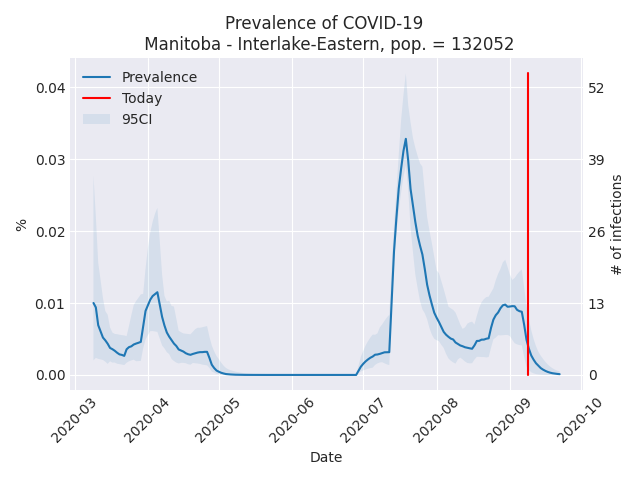 Prevalence of COVID-19
Manitoba - Interlake-Eastern, pop. = 132052
Prevalence
Today
95CI
0.04
0.03
0.02
0.01
0.00
%
52
39
26
13
0
# of infections
2020-03
2020-04
2020-05
2020-06
2020-07
2020-08
2020-09
2020-10
Date